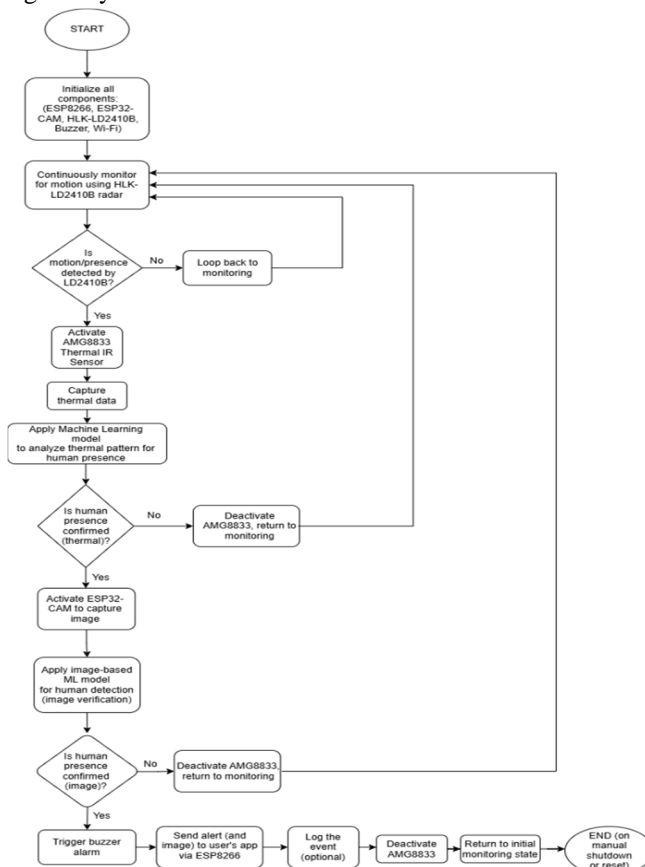 START
Initialize all
components:
(ESP8266, ESP32-
CAM, HLK-LD2410B,
Buzzer, Wi-Fi)
Continuously monitor
for motion using HLK-
LD2410B radar
Is
motion/presence
detected by
LD2410B?
No
Loop back to
monitoring
Yes
Activate
AMG8833
Thermal IR
Sensor
Capture
thermal data
Apply Machine Learning
model
to analyze thermal pattern for
human presence
Is human
presence
confirmed
(thermal)?
No
Deactivate
AMG8833, return to
monitoring
Yes
Activate ESP32-
CAM to capture
image
Apply image-based
ML model
for human detection
(image verification)
Is human
presence
confirmed
(image)?
No
Deactivate AMG8833,
return to monitoring
Yes
Trigger buzzer
alarm
Send alert (and
image) to user's app
via ESP8266
Log the
event
(optional)
Deactivate
AMG8833
Return to initial
monitoring state
END (on
manual
shutdown
or reset)